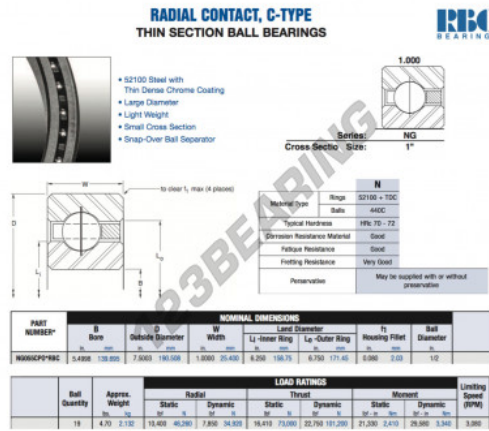 RADIAL CONTACT, C-TYPE
THIN SECTION BALL BEARINGS
RBC
BEARING
• 52100 Steel with
Thin Dense Chrome Coating
• Large Diameter
• Light Weight
• Small Cross Section
• Snap-Over Ball Separator
1.000
Series: NG
Cross Sectio Size: 1"
W
to clear f1 max (4 places)
D
L1
B
Lo
N
Material Type Rings 52100 + TDC
Balls 440C
Typical Hardness HRc 70 - 72
Corrosion Resistance Material Good
Fatique Resistance Good
Fretting Resistance Very Good
Perservative May be supplied with or without
preservative
123BEARING
NOMINAL DIMENSIONS
PART NUMBER* B Bore D Outside Diameter W Width Land Diameter f1 Housing Fillet Ball Diameter
Li -Inner Ring Lo -Outer Ring
in. mm in. mm in. mm in. mm in. mm in. mm in.
NG055CP0*RBC 5.4998 139.695 7.5003 190.508 1.0000 25.400 6.250 158.75 6.750 171.45 0.080 2.03 1/2
LOAD RATINGS
Ball Quantity Approx. Weight Radial Thrust Moment Limiting Speed (RPM)
Static Dynamic Static Dynamic Static Dynamic
lbs. kg lbf N lbf N lbf N lbf N lbf - in Nm lbf - in Nm
19 4.70 2.132 10,400 46,260 7,850 34,920 16,410 73,000 22,750 101,200 21,330 2,410 29,580 3,340 3,080